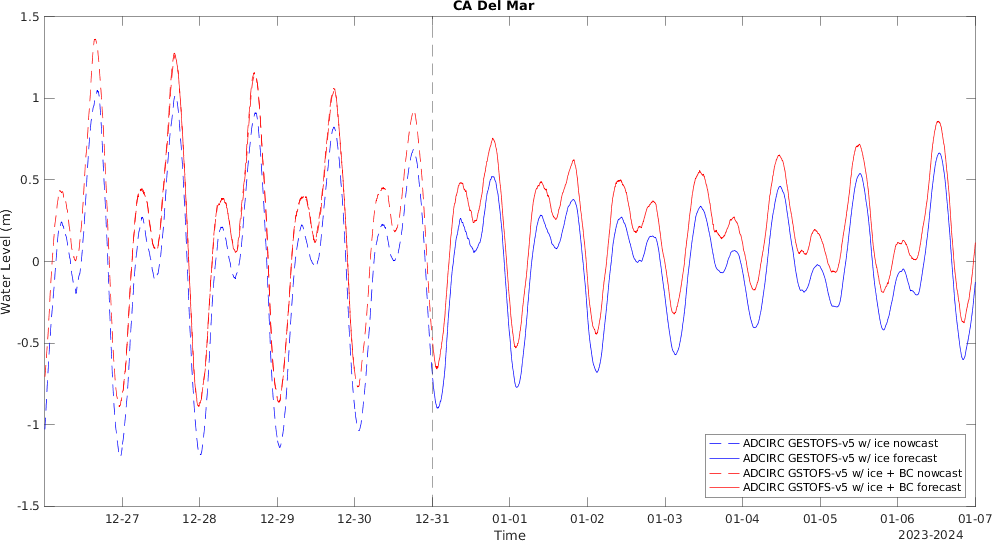 CA Del Mar
1.5
1
0.5
0
-0.5
-1
-1.5
Water Level (m)
12-27 12-28 12-29 12-30 12-31 01-01 01-02 01-03 01-04 01-05 01-06 01-07
Time
2023-2024
ADCIRC GESTOFS-v5 w/ ice nowcast
ADCIRC GESTOFS-v5 w/ ice forecast
ADCIRC GSTOFS-v5 w/ ice + BC nowcast
ADCIRC GSTOFS-v5 w/ ice + BC forecast